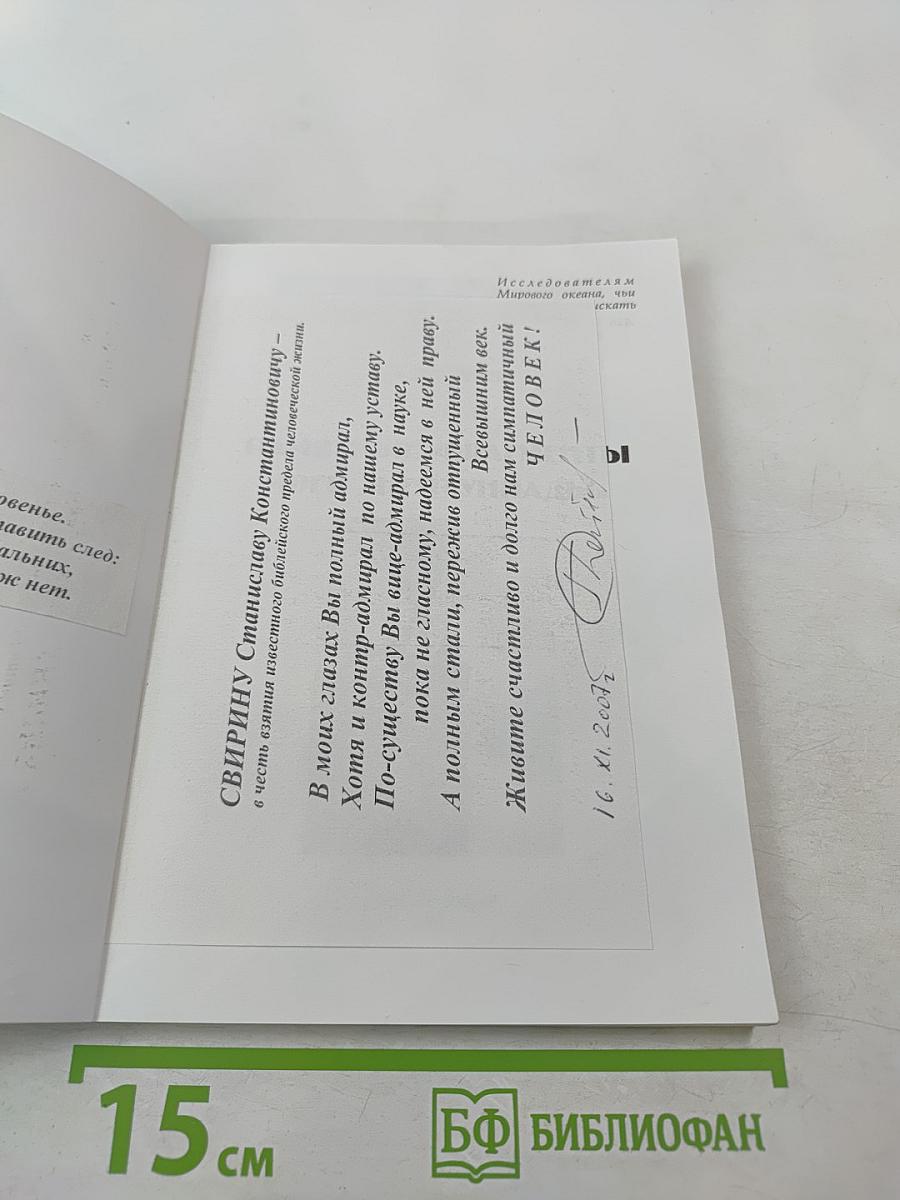 овенье.
тавить след:
альних,
ж нет.
Исследователям
Мирового океана, чьи
искать
СВИРИНУ Станиславу Константиновичу –
в честь взятия известного библейского предела человеческой жизни.
В моих глазах Вы полный адмирал,
Хотя и контр-адмирал по нашему уставу.
По-существу Вы вице-адмирал в науке,
пока не гласному, надеемся в ней праву.
А полным стали, пережив отпущенный
Всевышним век.
Живите счастливо и долго нам симпатичный
ЧЕЛОВЕК!
16. XI. 2007г
15 см
БФ БИБЛИОФАН